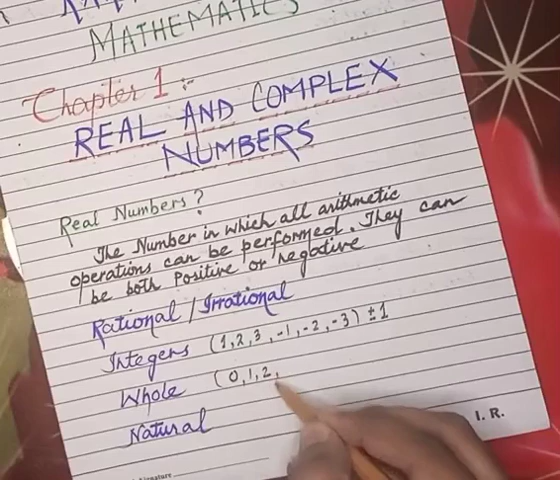 MATHEMATICS
Chapter 1 :-
REAL AND COMPLEX
NUMBERS
Real Numbers ?
The Number in which all arithmetic
operations can be performed. They can
be both Positive or negative
Rational / Irrational
Integers (1,2,3,-1,-2,-3) ±1
Whole (0,1,2,
Natural
I. R.
Signature